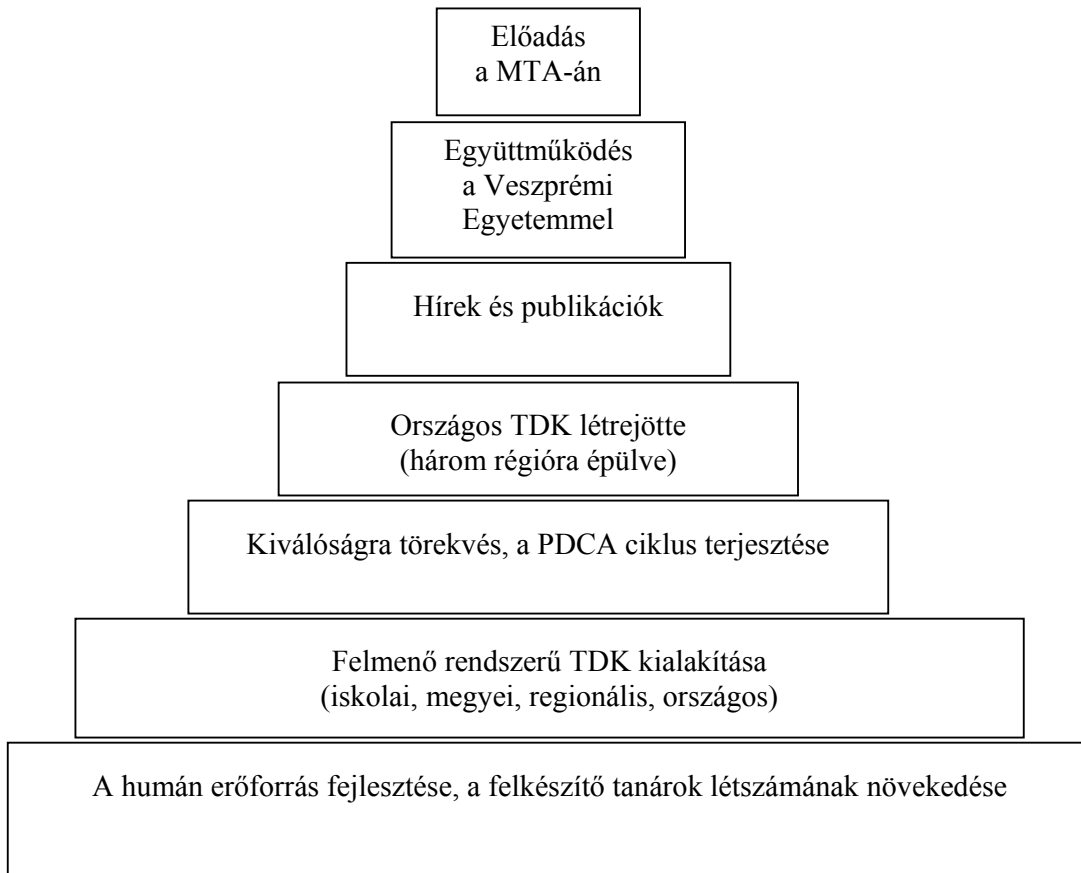 Előadás
a MTA-án
Együttműködés
a Veszprémi
Egyetemmel
Hírek és publikációk
Országos TDK létrejötte
(három régióra épülve)
Kiválóságra törekvés, a PDCA ciklus terjesztése
Felmenő rendszerű TDK kialakítása
(iskolai, megyei, regionális, országos)
A humán erőforrás fejlesztése, a felkészítő tanárok létszámának növekedése